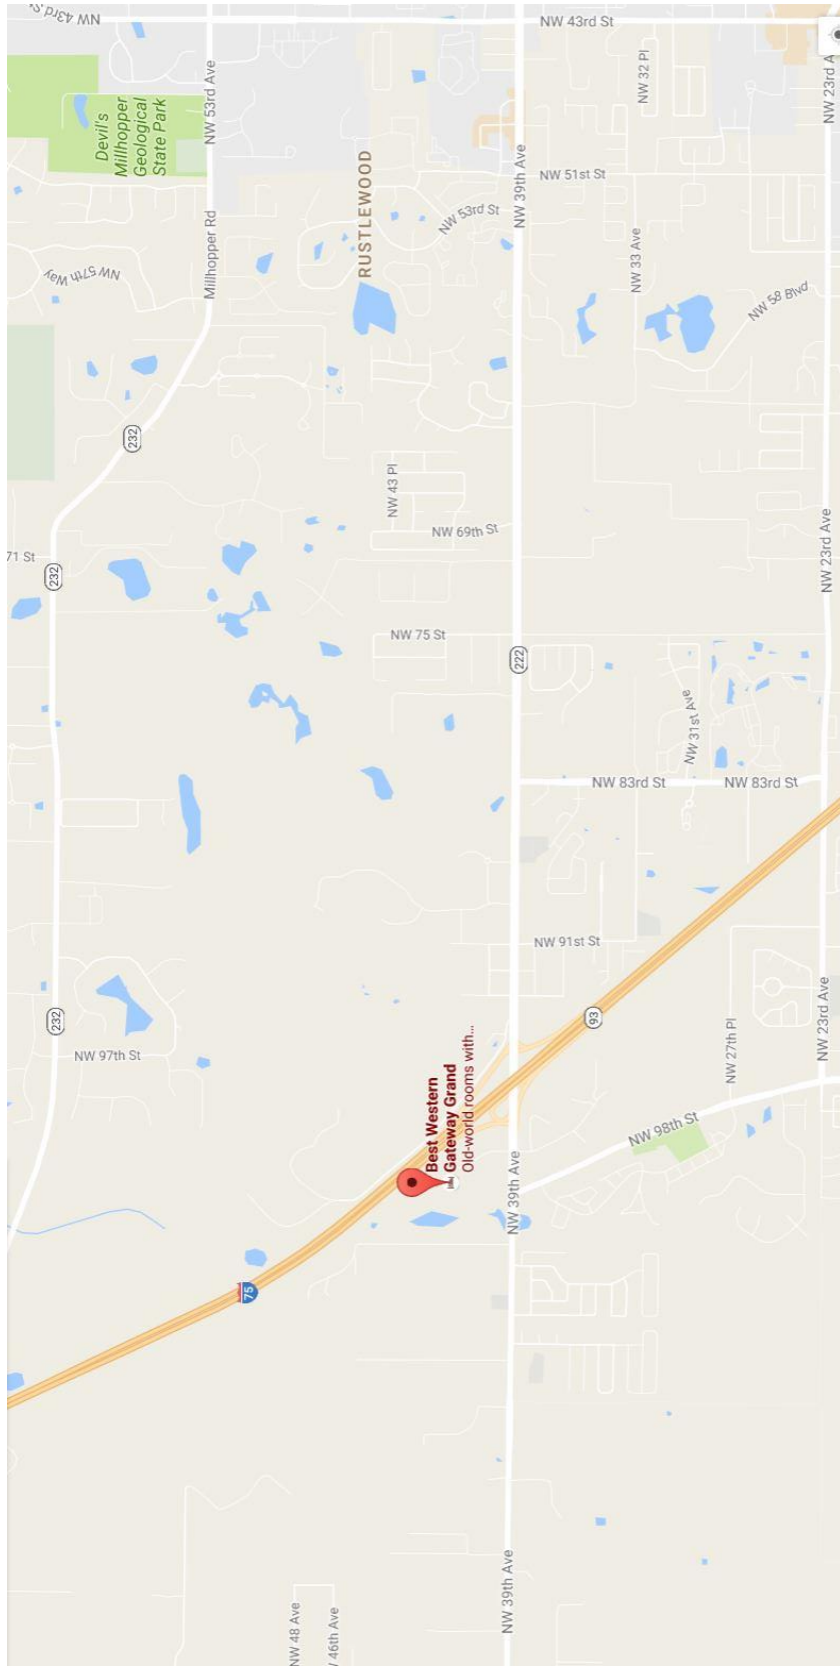 NW 43rd St
NW 43rd St
NW 53rd Ave
NW 32 Pl
NW 23rd A
Devil's
Millhopper
Geological
State Park
NW 39th Ave
NW 51st St
RUSTLEWOOD
NW 53rd St
Millhopper Rd
NW 57th Way
NW 33 Ave
NW 58 Blvd
232
NW 43 Pl
NW 69th St
71 St
232
NW 23rd Ave
NW 75 St
222
NW 31st Ave
NW 83rd St
NW 83rd St
NW 91st St
232
NW 97th St
93
NW 27th Pl
NW 23rd Ave
Best Western
Gateway Grand
Old-world rooms with...
NW 98th St
NW 39th Ave
75
NW 39th Ave
NW 48 Ave
46th Ave